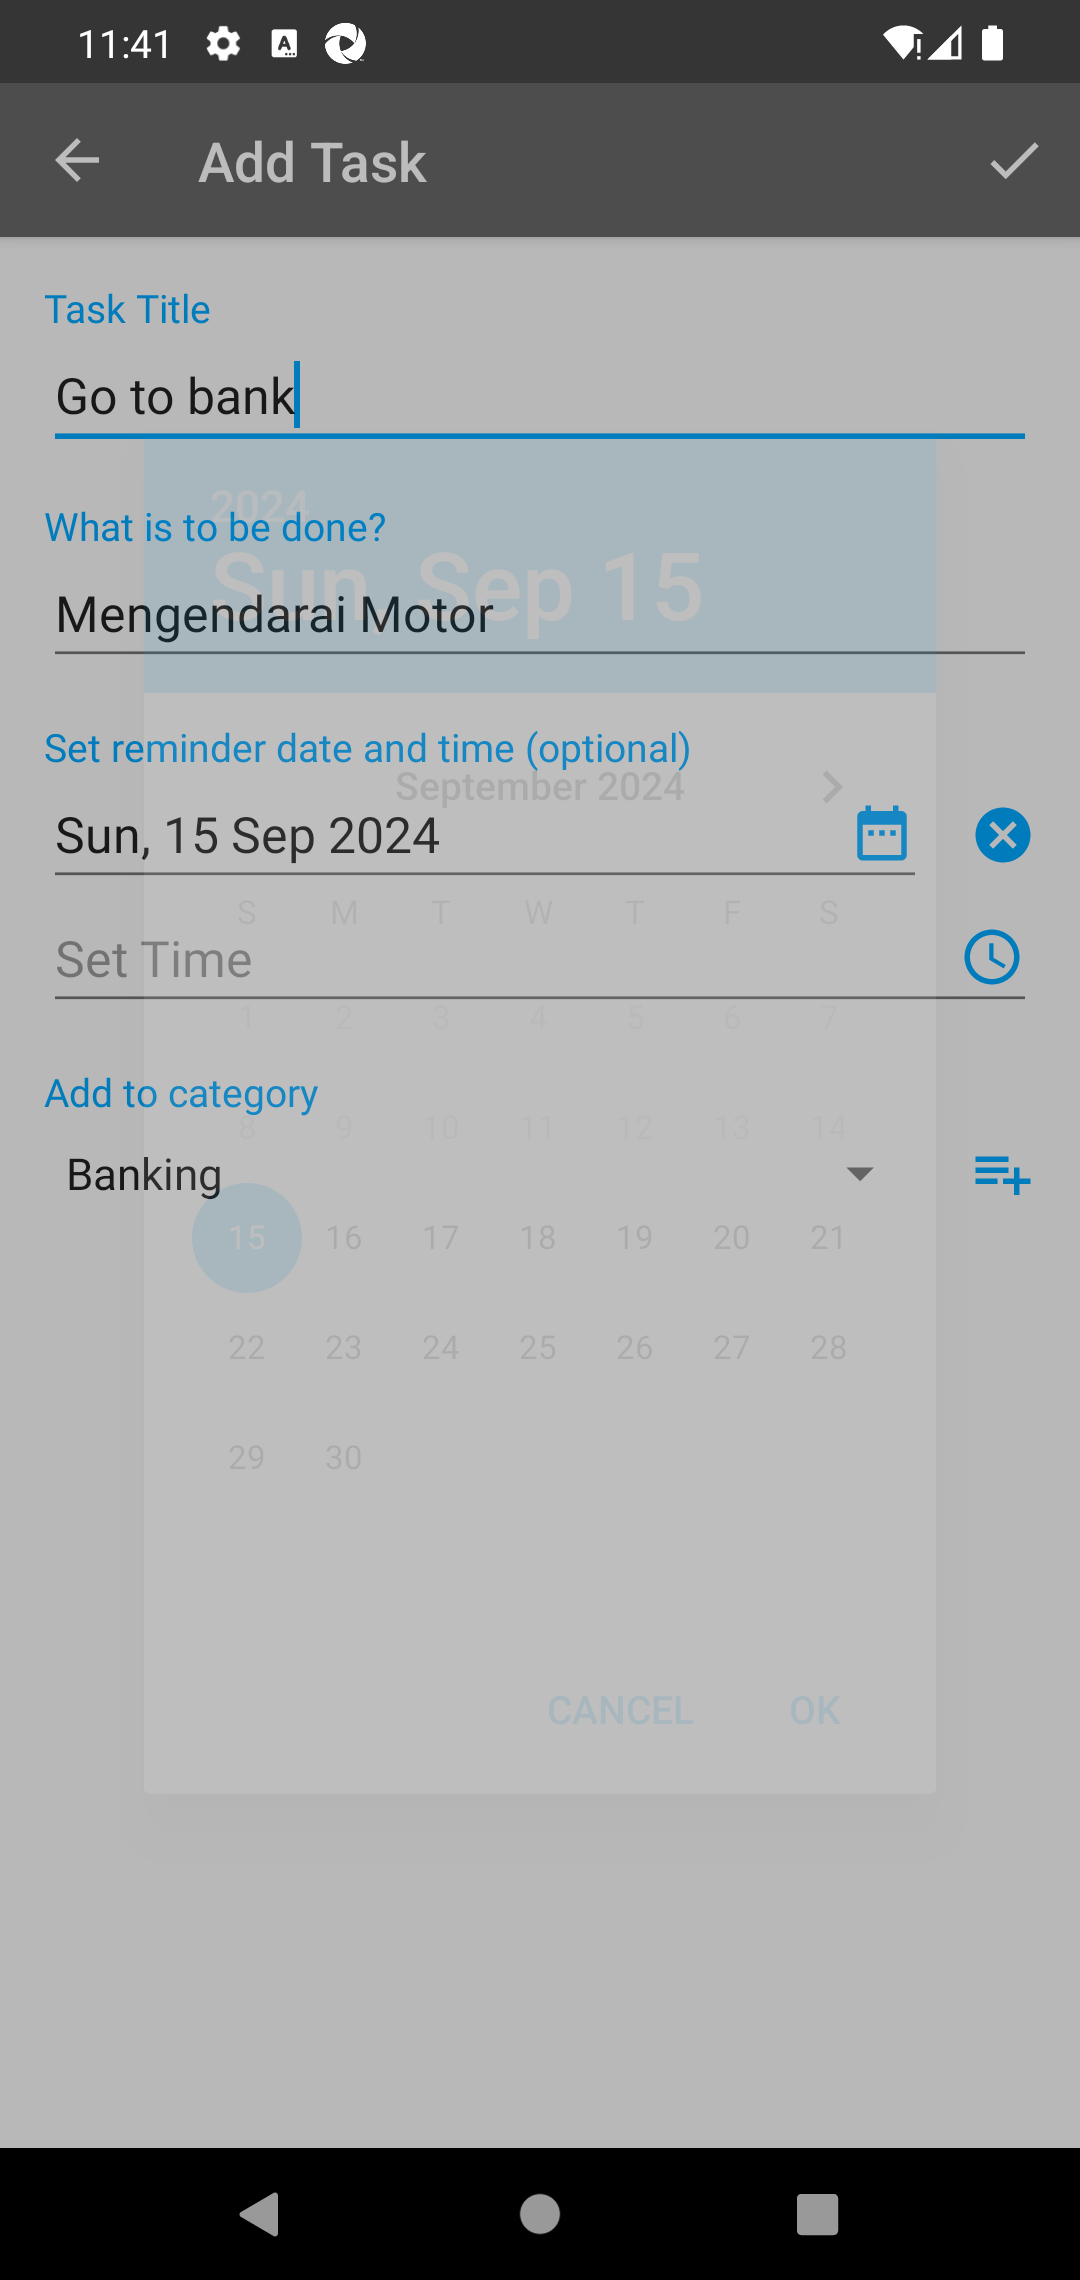 11:41
Add Task
Task Title
Go to bank
2024
What is to be done?
Sun, Sep 15
Mengendarai Motor
Set reminder date and time (optional)
September 2024
Sun, 15 Sep 2024
S M T W T F S
Set Time
1 2 3 4 5 6 7
Add to category
8 9 10 11 12 13 14
Banking
15 16 17 18 19 20 21
22 23 24 25 26 27 28
29 30
CANCEL OK